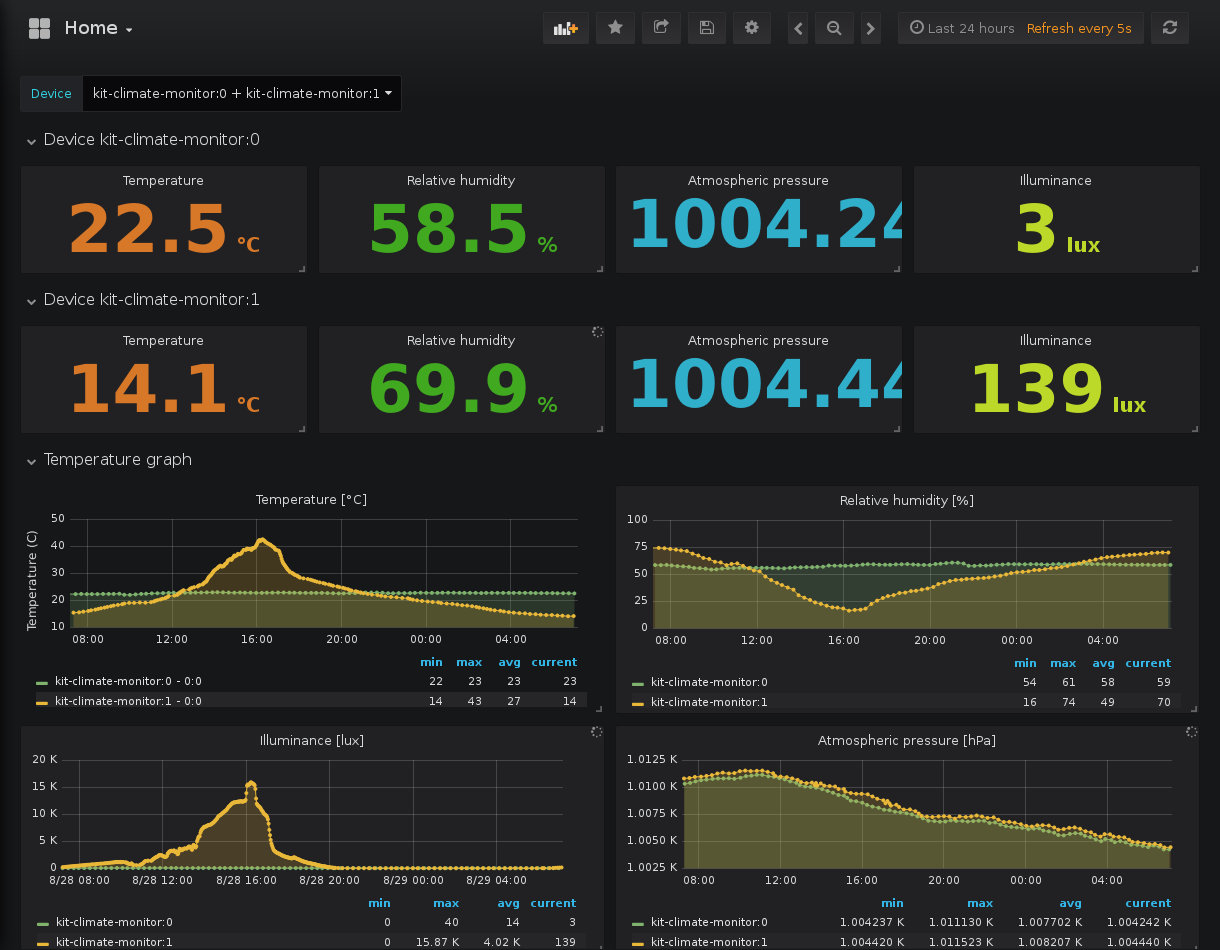 Home
Last 24 hours Refresh every 5s
Device kit-climate-monitor:0 + kit-climate-monitor:1
Device kit-climate-monitor:0
Temperature Relative humidity Atmospheric pressure Illuminance
22.5 °C 58.5 % 1004.24 3 lux
Device kit-climate-monitor:1
Temperature Relative humidity Atmospheric pressure Illuminance
14.1 °C 69.9 % 1004.44 139 lux
Temperature graph
Temperature [°C]
Temperature (C)
50
40
30
20
10
08:00 12:00 16:00 20:00 00:00 04:00
min max avg current
kit-climate-monitor:0 - 0:0 22 23 23 23
kit-climate-monitor:1 - 0:0 14 43 27 14
Relative humidity [%]
100
75
50
25
0
08:00 12:00 16:00 20:00 00:00 04:00
min max avg current
kit-climate-monitor:0 54 61 58 59
kit-climate-monitor:1 16 74 49 70
Illuminance [lux]
20 K
15 K
10 K
5 K
0
8/28 08:00 8/28 12:00 8/28 16:00 8/28 20:00 8/29 00:00 8/29 04:00
min max avg current
kit-climate-monitor:0 0 40 14 3
kit-climate-monitor:1 0 15.87 K 4.02 K 139
Atmospheric pressure [hPa]
1.0125 K
1.0100 K
1.0075 K
1.0050 K
1.0025 K
08:00 12:00 16:00 20:00 00:00 04:00
min max avg current
kit-climate-monitor:0 1.004237 K 1.011130 K 1.007702 K 1.004242 K
kit-climate-monitor:1 1.004420 K 1.011523 K 1.008207 K 1.004440 K